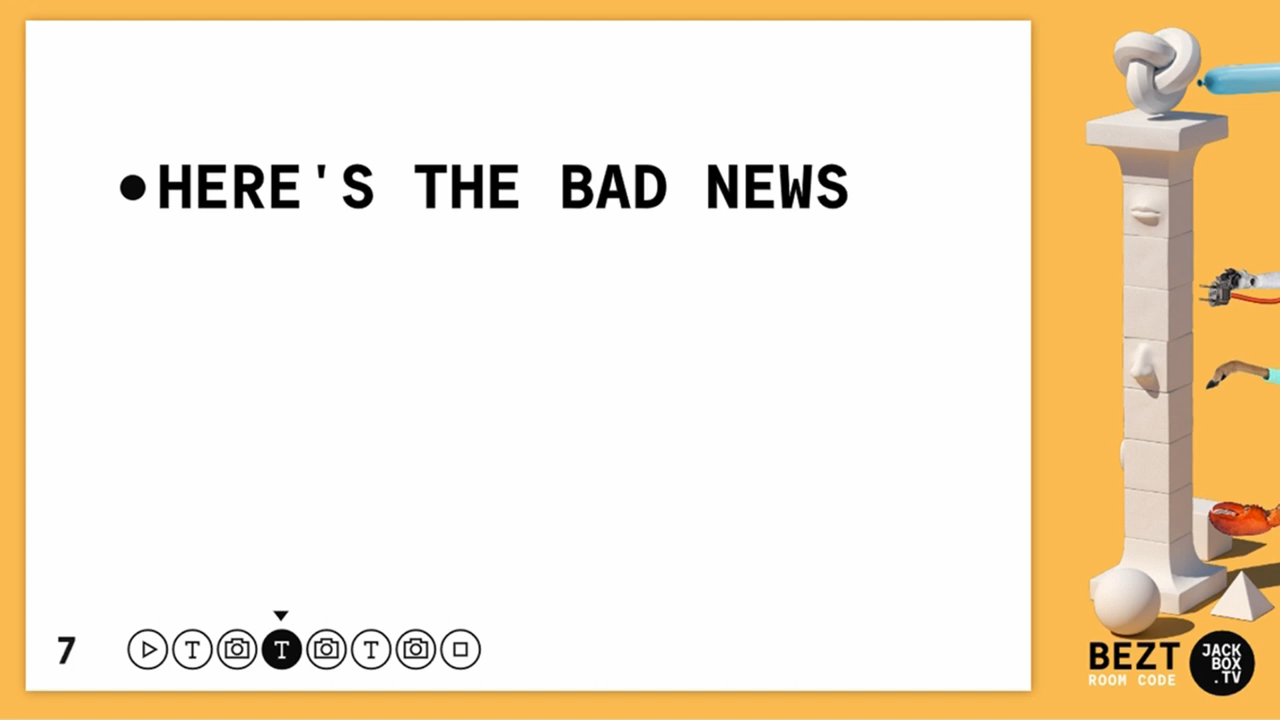 •HERE'S THE BAD NEWS
7
T
T
T
BEZT
ROOM CODE
JACK
BOX
.TV